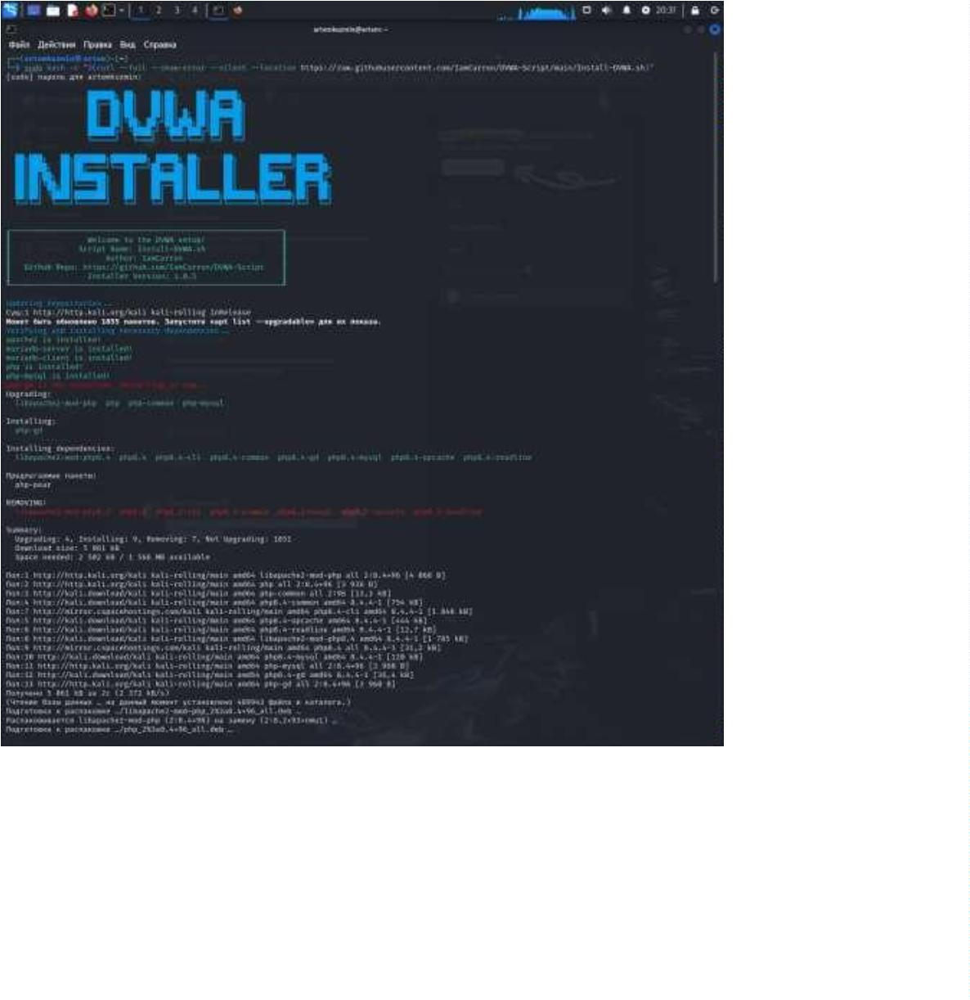 1 2 3 4 20:31
artemkuzmin@artem: ~
Файл Действия Правка Вид Справка
(artemkuzmin@artem)-[~]
sudo bash -c "$(curl --fail --show-error --silent --location https://raw.githubusercontent.com/IamCarron/DVWA-Script/main/Install-DVWA.sh)"
[sudo] пароль для artemkuzmin:
DVWA
INSTALLER
Welcome to the DVWA setup!
Script Name: Install-DVWA.sh
Author: IamCarron
Github Repo: https://github.com/IamCarron/DVWA-Script
Installer Version: 1.0.5
Updating repositories...
Сущ:1 http://http.kali.org/kali kali-rolling InRelease
Может быть обновлено 1855 пакетов. Запустите «apt list --upgradable» для их показа.
Verifying and installing necessary dependencies...
apache2 is installed!
mariadb-server is installed!
mariadb-client is installed!
php is installed!
php-mysql is installed!
php-gd is not installed. Installing it now...
Upgrading:
libapache2-mod-php php php-common php-mysql
Installing:
php-gd
Installing dependencies:
libapache2-mod-php8.4 php8.4 php8.4-cli php8.4-common php8.4-gd php8.4-mysql php8.4-opcache php8.4-readline
Предлагаемые пакеты:
php-pear
REMOVING:
Summary:
Upgrading: 4, Installing: 9, Removing: 7, Not Upgrading: 1851
Download size: 5 061 kB
Space needed: 2 502 kB / 1 560 MB available
Пол:1 http://http.kali.org/kali kali-rolling/main amd64 libapache2-mod-php all 2:8.4+96 [4 060 B]
Пол:2 http://http.kali.org/kali kali-rolling/main amd64 php all 2:8.4+96 [3 936 B]
Пол:3 http://kali.download/kali kali-rolling/main amd64 php-common all 2:96 [13,3 kB]
Пол:4 http://kali.download/kali kali-rolling/main amd64 php8.4-common amd64 8.4.4-1 [754 kB]
Пол:7 http://mirror.cspacehostings.com/kali kali-rolling/main amd64 php8.4-cli amd64 8.4.4-1 [1 846 kB]
Пол:5 http://kali.download/kali kali-rolling/main amd64 php8.4-opcache amd64 8.4.4-1 [444 kB]
Пол:6 http://kali.download/kali kali-rolling/main amd64 php8.4-readline amd64 8.4.4-1 [12,7 kB]
Пол:8 http://kali.download/kali kali-rolling/main amd64 libapache2-mod-php8.4 amd64 8.4.4-1 [1 785 kB]
Пол:9 http://mirror.cspacehostings.com/kali kali-rolling/main amd64 php8.4 all 8.4.4-1 [31,2 kB]
Пол:10 http://kali.download/kali kali-rolling/main amd64 php8.4-mysql amd64 8.4.4-1 [120 kB]
Пол:11 http://http.kali.org/kali kali-rolling/main amd64 php-mysql all 2:8.4+96 [3 968 B]
Пол:12 http://kali.download/kali kali-rolling/main amd64 php8.4-gd amd64 8.4.4-1 [30,4 kB]
Пол:13 http://http.kali.org/kali kali-rolling/main amd64 php-gd all 2:8.4+96 [3 960 B]
Получено 5 061 kB за 2с (2 372 kB/s)
(Чтение базы данных … на данный момент установлено 409943 файла и каталога.)
Подготовка к распаковке …/libapache2-mod-php_2%3a8.4+96_all.deb …
Распаковывается libapache2-mod-php (2:8.4+96) на замену (2:8.2+93+nmu1) …
Подготовка к распаковке …/php_2%3a8.4+96_all.deb …